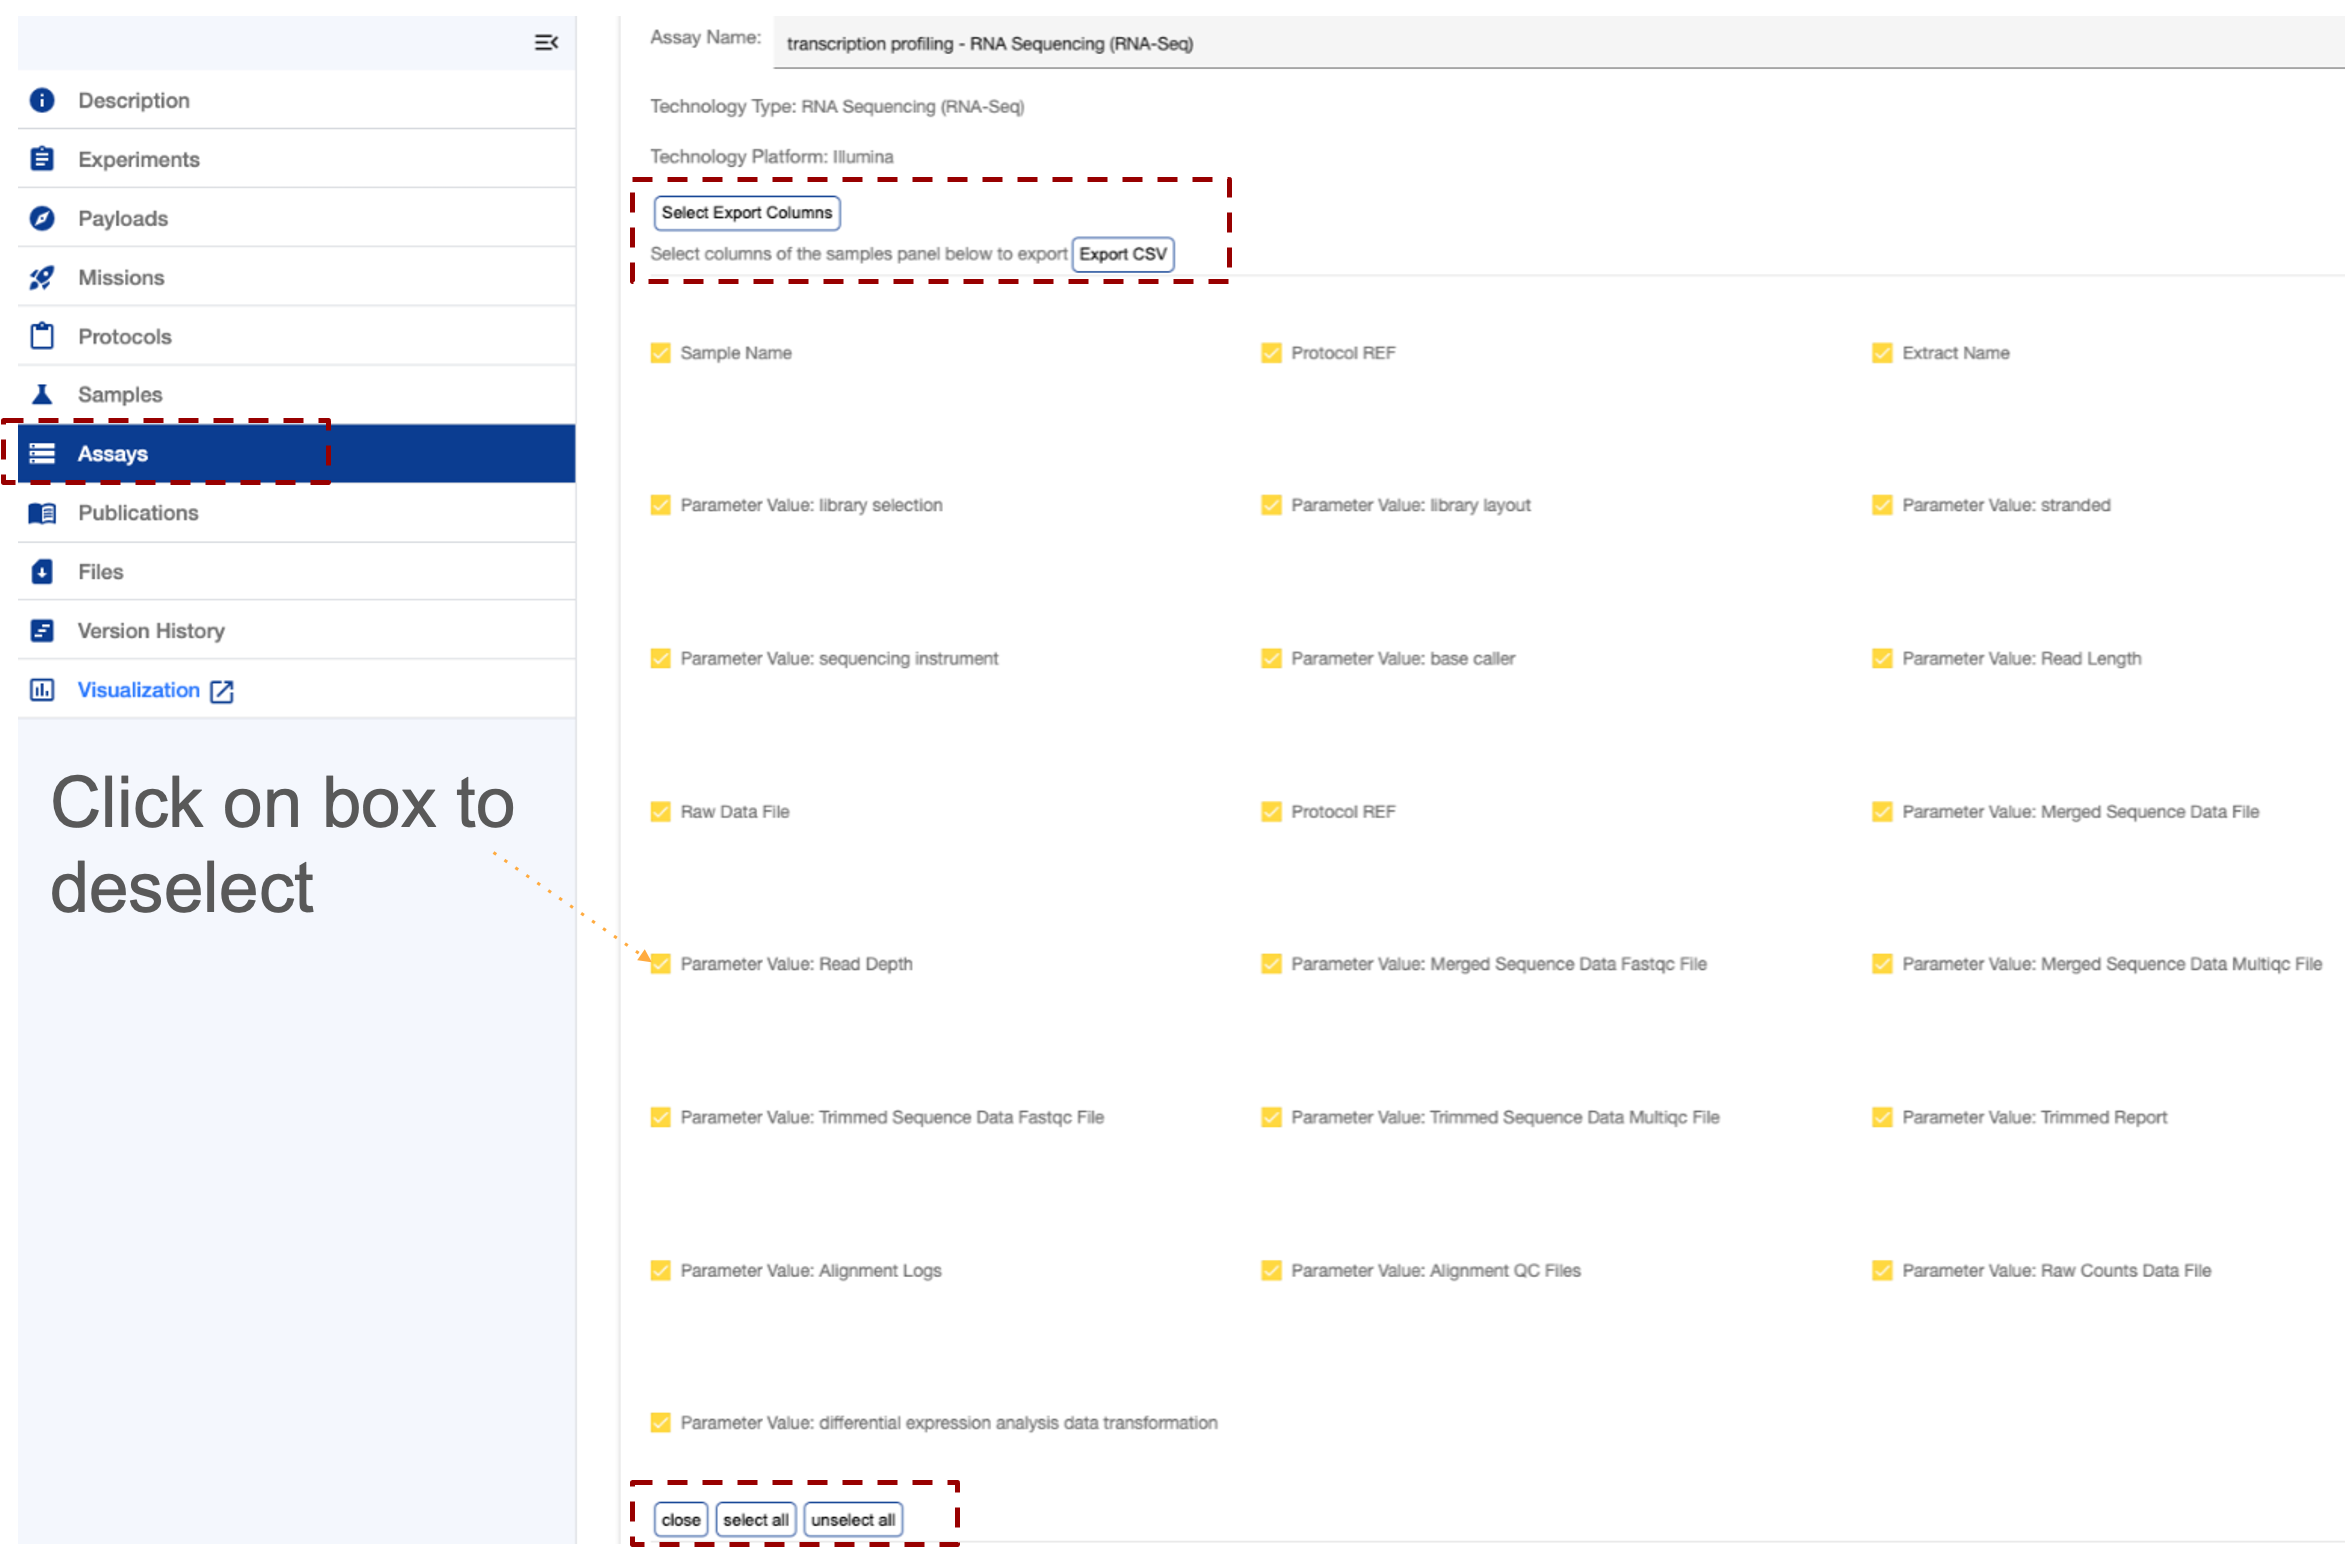 Description
Experiments
Payloads
Missions
Protocols
Samples
Assays
Publications
Files
Version History
Visualization
Click on box to
deselect
Assay Name: transcription profiling - RNA Sequencing (RNA-Seq)
Technology Type: RNA Sequencing (RNA-Seq)
Technology Platform: Illumina
Select Export Columns
Select columns of the samples panel below to export Export CSV
Sample Name Protocol REF Extract Name
Parameter Value: library selection Parameter Value: library layout Parameter Value: stranded
Parameter Value: sequencing instrument Parameter Value: base caller Parameter Value: Read Length
Raw Data File Protocol REF Parameter Value: Merged Sequence Data File
Parameter Value: Read Depth Parameter Value: Merged Sequence Data Fastqc File Parameter Value: Merged Sequence Data Multiqc File
Parameter Value: Trimmed Sequence Data Fastqc File Parameter Value: Trimmed Sequence Data Multiqc File Parameter Value: Trimmed Report
Parameter Value: Alignment Logs Parameter Value: Alignment QC Files Parameter Value: Raw Counts Data File
Parameter Value: differential expression analysis data transformation
close select all unselect all